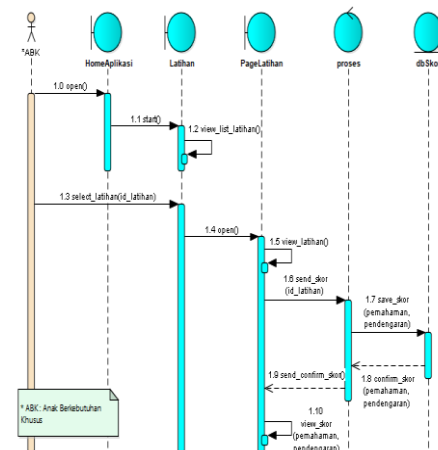 *ABK
HomeAplikasi
Latihan
PageLatihan
proses
dbSko
1.0 open()
1.1 start()
1.2 view_list_latihan()
1.3 select_latihan(id_latihan)
1.4 open()
1.5 view_latihan()
1.6 send_skor
(id_latihan)
1.7 save_skor
(pemahaman,
pendengaran)
1.8 confirm_skor
(pemahaman,
pendengaran)
1.9 send_confirm_skor()
1.10
view_skor
(pemahaman,
pendengaran)
* ABK: Anak Berkebutuhan
Khusus